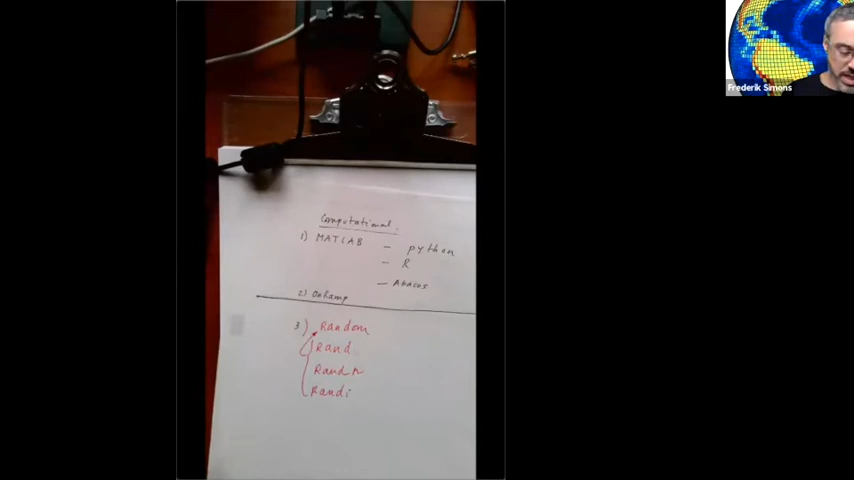 Frederik Simons
Computational.
1) MATLAB - python
- R
- Abacus
2) OnRamp
3) Random
Rand
Randn
Randi